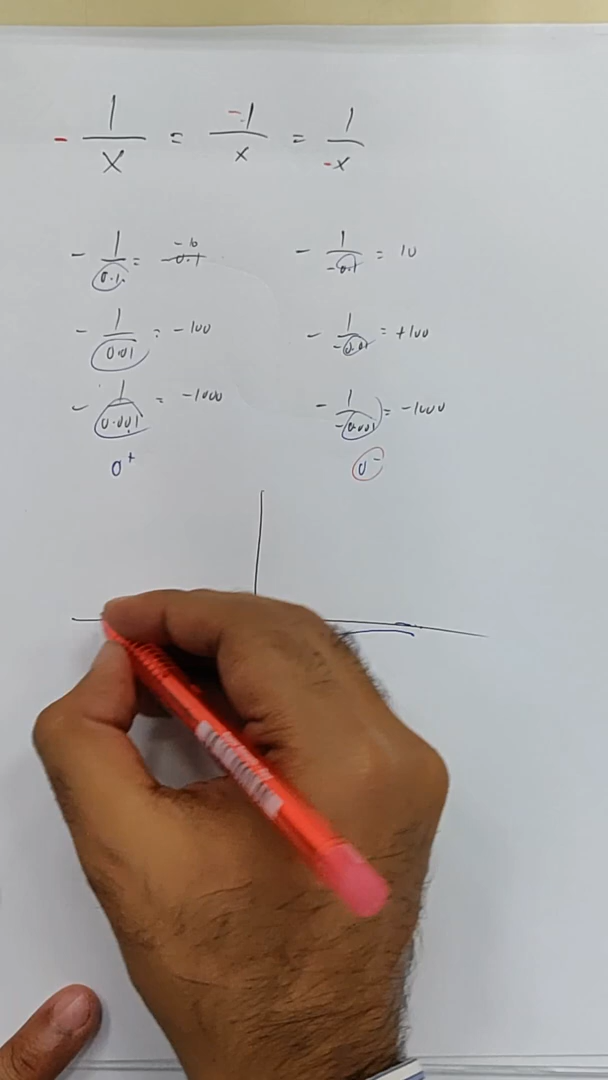 - 1/X = -1/x = 1/-x
- 1/0.1 = -10/0.1
- 1/-0.1 = 10
- 1/0.01 = -100
- 1/-0.01 = +100
- 1/0.001 = -1000
- 1/-0.001 = -1000
0⁺
0⁻